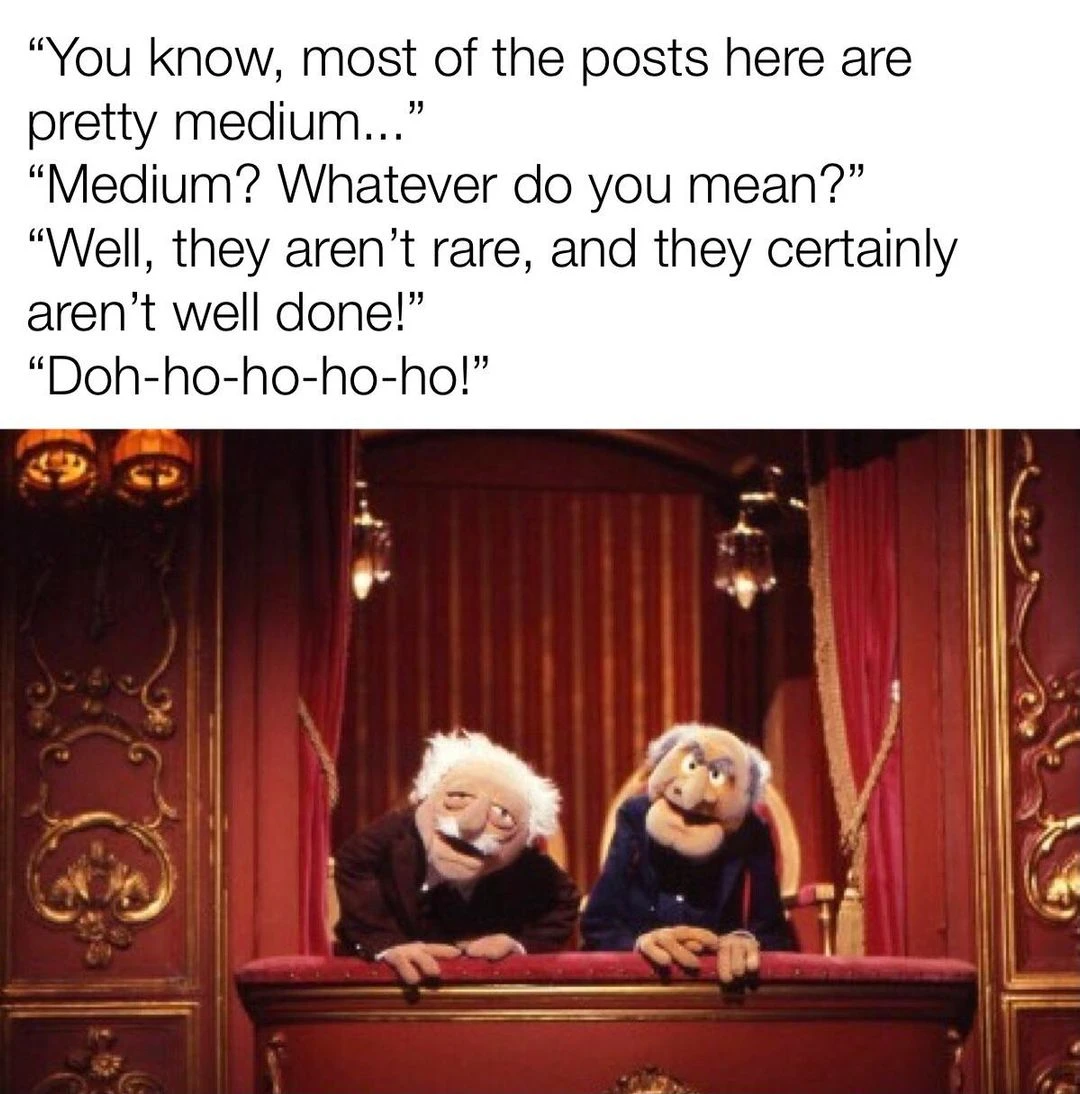 “You know, most of the posts here are
pretty medium...”
“Medium? Whatever do you mean?”
“Well, they aren’t rare, and they certainly
aren’t well done!”
“Doh-ho-ho-ho-ho!”